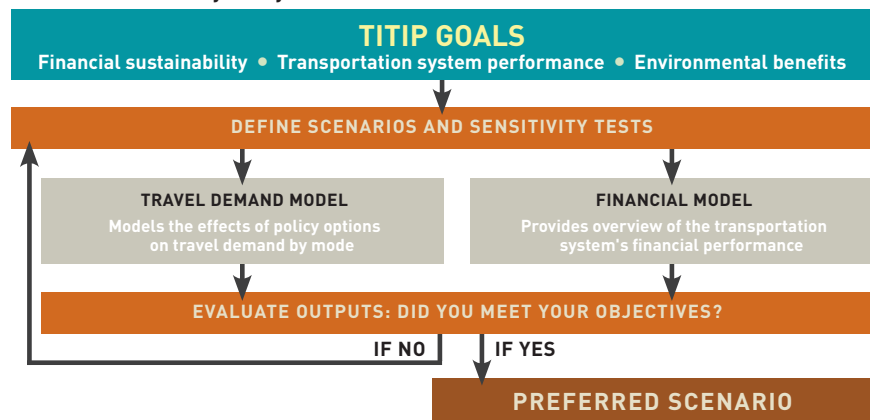 TITIP GOALS
Financial sustainability • Transportation system performance • Environmental benefits
DEFINE SCENARIOS AND SENSITIVITY TESTS
TRAVEL DEMAND MODEL
Models the effects of policy options
on travel demand by mode
FINANCIAL MODEL
Provides overview of the transportation
system's financial performance
EVALUATE OUTPUTS: DID YOU MEET YOUR OBJECTIVES?
IF NO
IF YES
PREFERRED SCENARIO